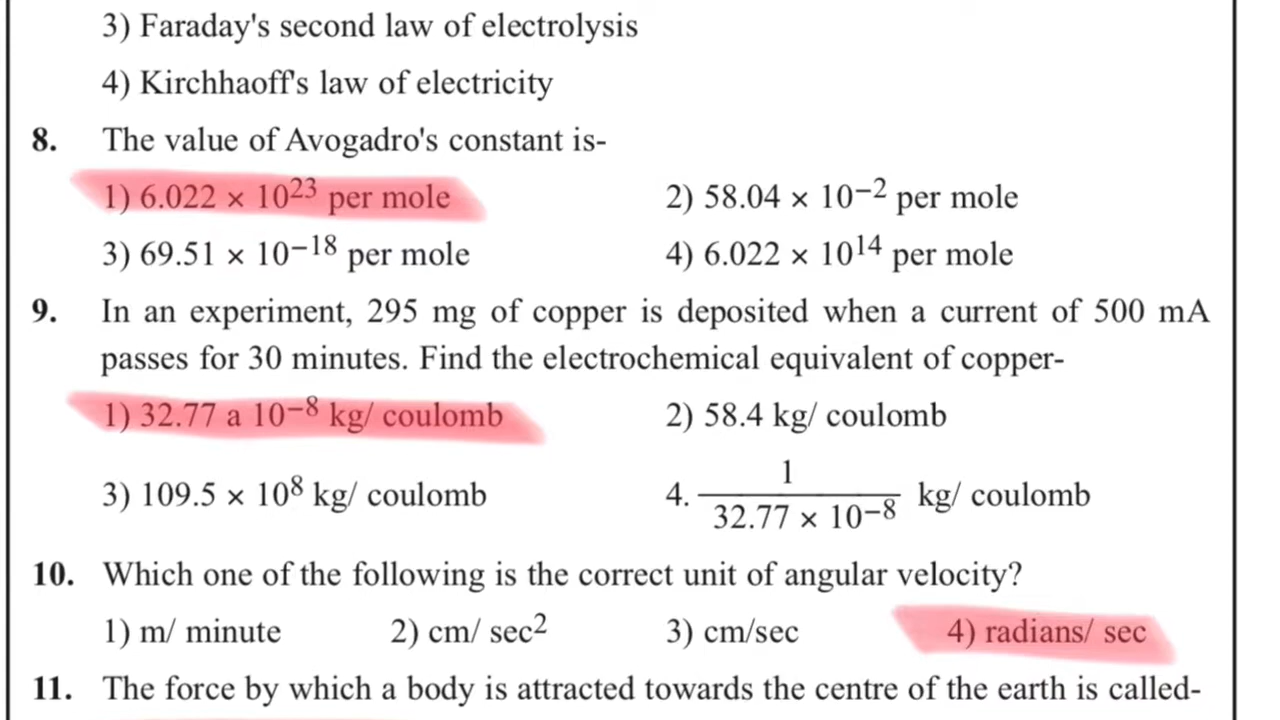 3) Faraday's second law of electrolysis
4) Kirchhaoff's law of electricity
8. The value of Avogadro's constant is-
1) 6.022 × 10²³ per mole 2) 58.04 × 10⁻² per mole
3) 69.51 × 10⁻¹⁸ per mole 4) 6.022 × 10¹⁴ per mole
9. In an experiment, 295 mg of copper is deposited when a current of 500 mA
passes for 30 minutes. Find the electrochemical equivalent of copper-
1) 32.77 a 10⁻⁸ kg/ coulomb 2) 58.4 kg/ coulomb
3) 109.5 × 10⁸ kg/ coulomb 4. 1 / 32.77 × 10⁻⁸ kg/ coulomb
10. Which one of the following is the correct unit of angular velocity?
1) m/ minute 2) cm/ sec² 3) cm/sec 4) radians/ sec
11. The force by which a body is attracted towards the centre of the earth is called-